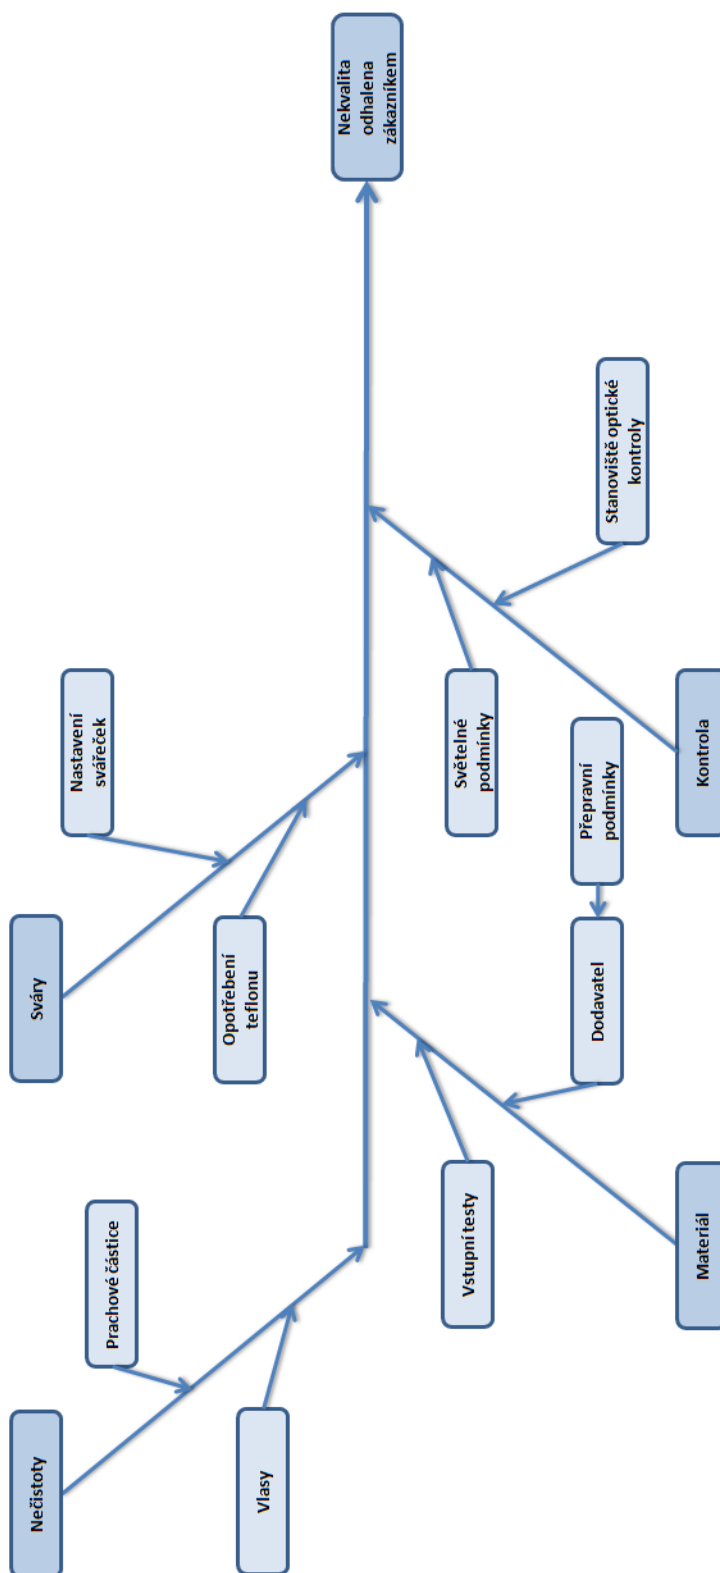 Nečistoty
Prachové částice
Vlasy
Sváry
Nastavení
svářeček
Opotřebení
teflonu
Nekvalita
odhalena
zákazníkem
Vstupní testy
Dodavatel
Přepravní
podmínky
Materiál
Světelné
podmínky
Stanoviště optické
kontroly
Kontrola